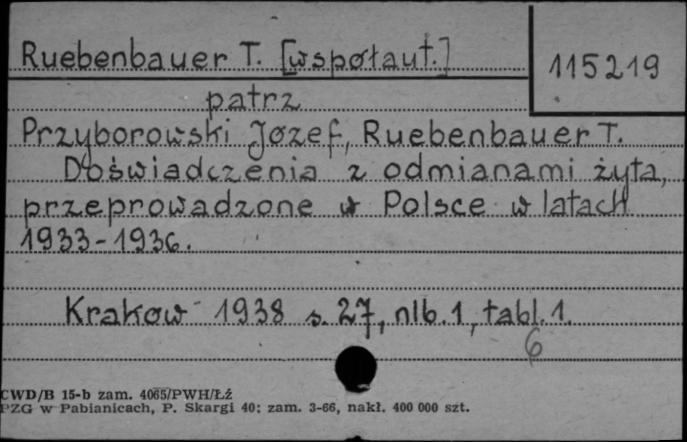 Ruebenbauer T. [współaut.]
115219
patrz
Przyborowski Józef, Ruebenbauer T.
Doświadczenia z odmianami żyta,
przeprowadzone w Polsce w latach
1933-1936.
Kraków 1938 s. 27, nlb. 1, tabl. 1.
6
CWD/B 15-b zam. 4065/PWH/Łź
PZG w Pabianicach, P. Skargi 40; zam. 3-66, nakł. 400 000 szt.